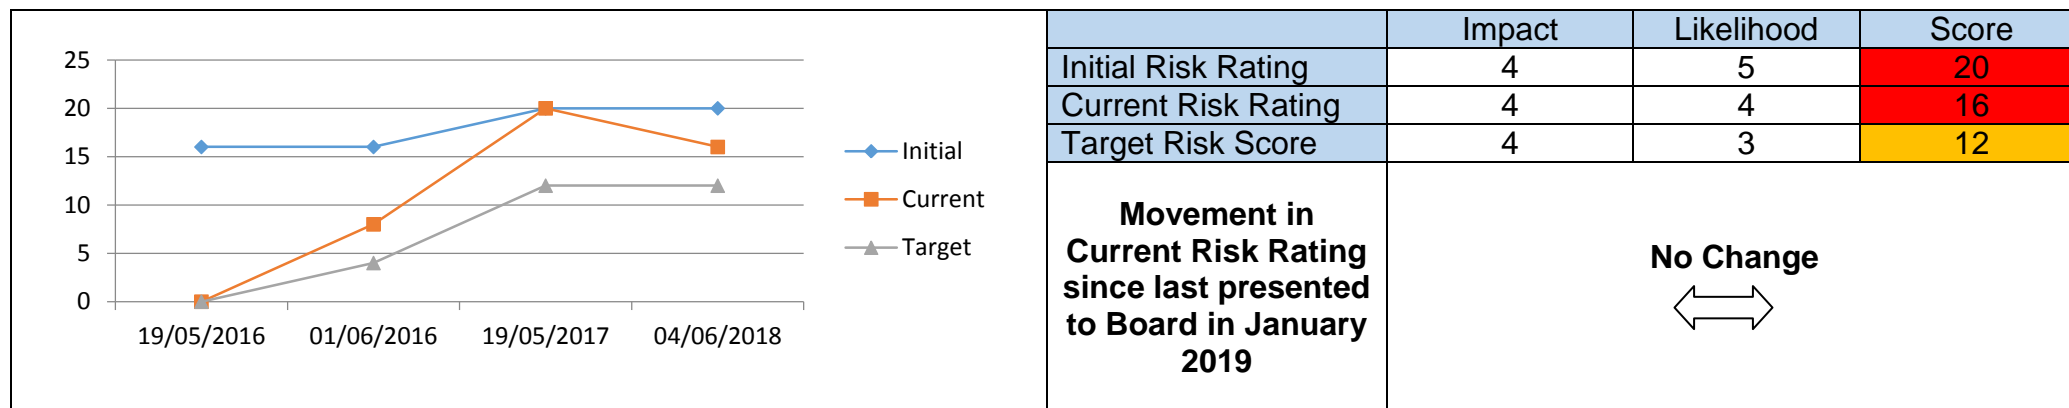 25
20
15
10
5
0
19/05/2016 01/06/2016 19/05/2017 04/06/2018
Initial
Current
Target
Impact Likelihood Score
Initial Risk Rating 4 5 20
Current Risk Rating 4 4 16
Target Risk Score 4 3 12
Movement in
Current Risk Rating
since last presented
to Board in January
2019
No Change